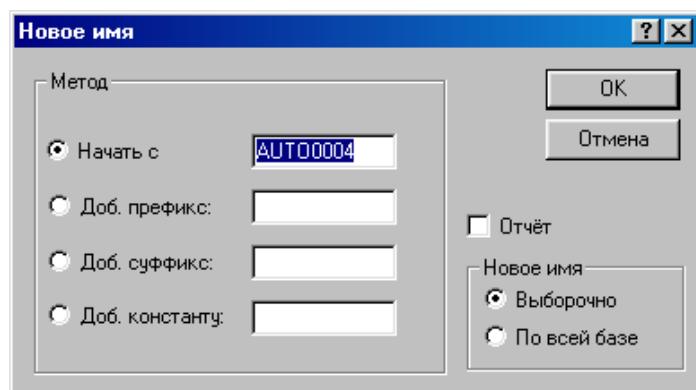 Новое имя
Метод
Начать с AUTO0004
Доб. префикс:
Доб. суффикс:
Доб. константу:
OK
Отмена
Отчёт
Новое имя
Выборочно
По всей базе